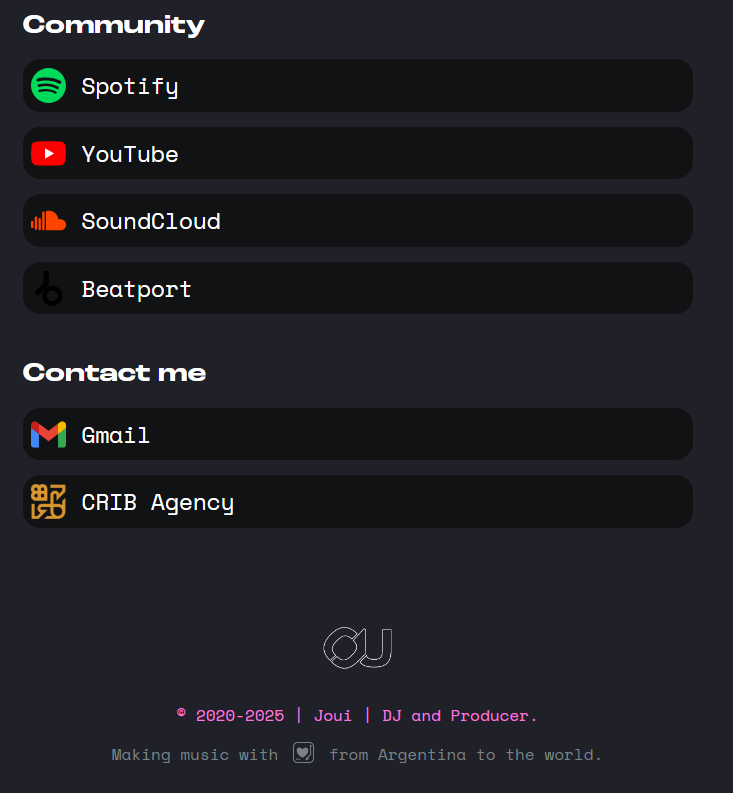 Community
Spotify
YouTube
SoundCloud
Beatport
Contact me
Gmail
CRIB Agency
OU
© 2020-2025 | Joui | DJ and Producer.
Making music with from Argentina to the world.